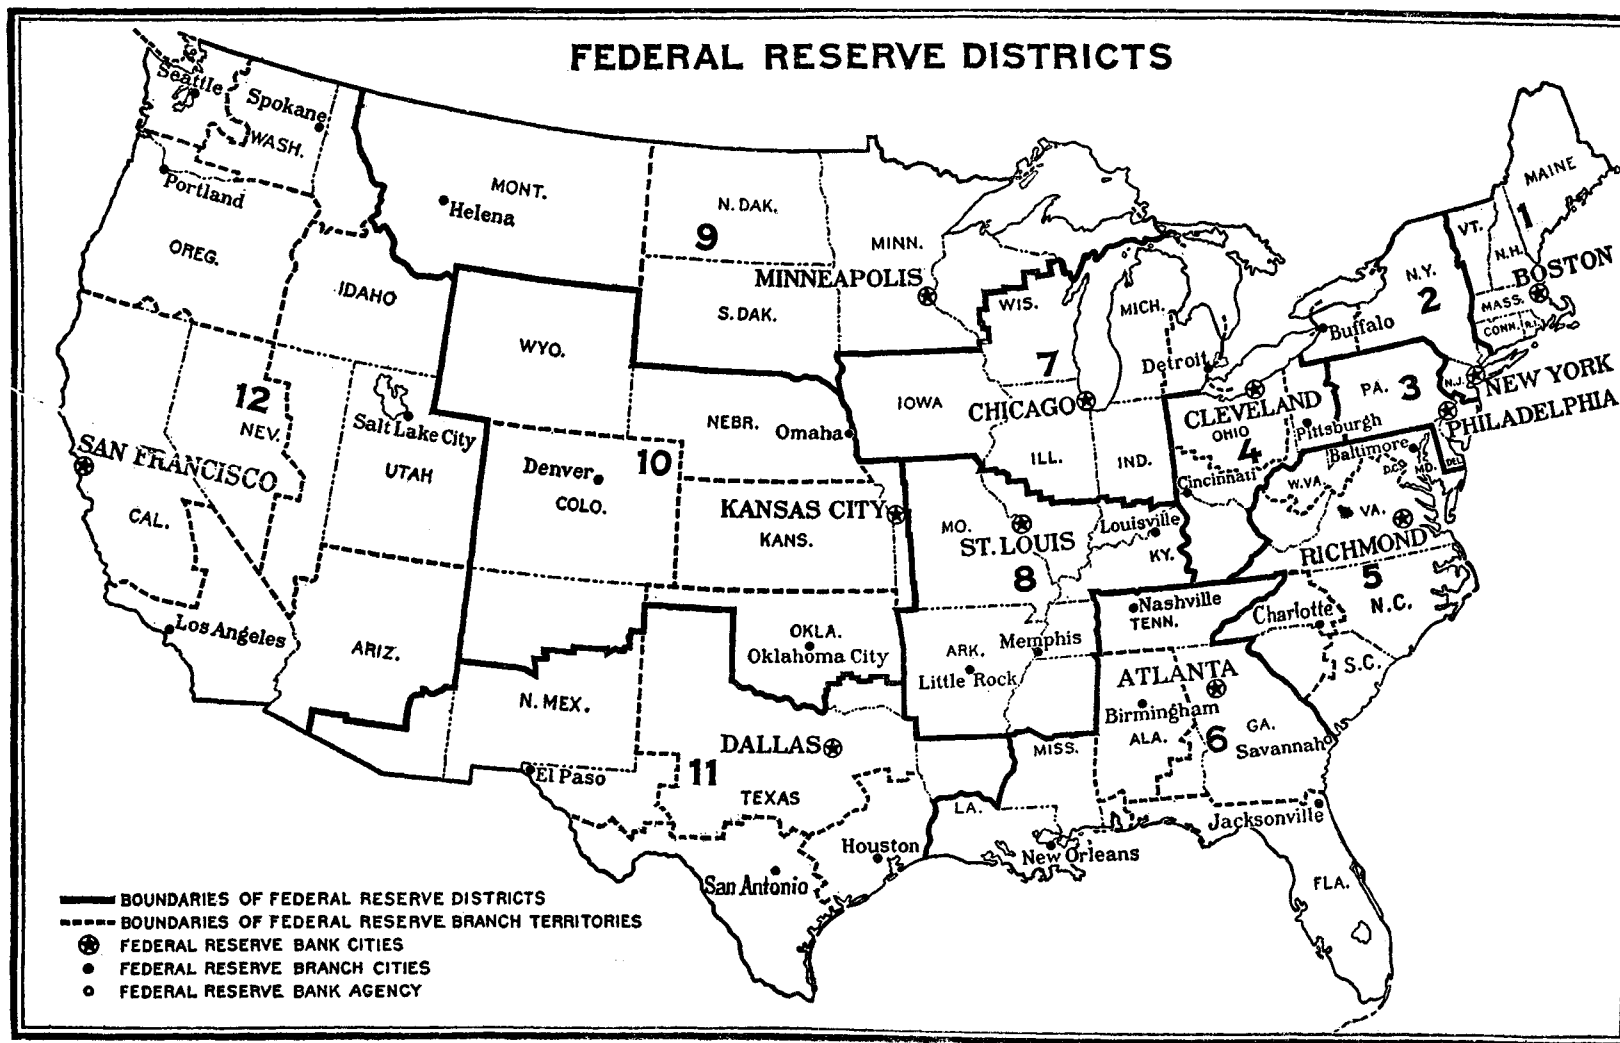 FEDERAL RESERVE DISTRICTS
Seattle
Spokane
WASH.
Portland
OREG.
IDAHO
MONT.
Helena
N. DAK.
9
S. DAK.
MINN.
MINNEAPOLIS
WIS.
MICH.
7
Detroit
MAINE
VT.
1
N.H.
BOSTON
MASS.
CONN.
R.I.
N.Y.
2
Buffalo
N.J.
NEW YORK
PA.
3
PHILADELPHIA
WYO.
IOWA
CHICAGO
CLEVELAND
OHIO
4
Pittsburgh
Baltimore
D.C.
MD.
DEL.
12
NEV.
Salt Lake City
UTAH
SAN FRANCISCO
CAL.
NEBR.
Omaha
10
Denver
COLO.
KANSAS CITY
KANS.
ILL.
IND.
Cincinnati
W.VA.
VA.
RICHMOND
MO.
ST. LOUIS
8
Louisville
KY.
5
N.C.
Charlotte
S.C.
Los Angeles
ARIZ.
N. MEX.
OKLA.
Oklahoma City
ARK.
Little Rock
Memphis
Nashville
TENN.
ATLANTA
Birmingham
ALA.
6
GA.
Savannah
DALLAS
11
TEXAS
El Paso
MISS.
LA.
Jacksonville
Houston
New Orleans
San Antonio
FLA.
BOUNDARIES OF FEDERAL RESERVE DISTRICTS
BOUNDARIES OF FEDERAL RESERVE BRANCH TERRITORIES
FEDERAL RESERVE BANK CITIES
FEDERAL RESERVE BRANCH CITIES
FEDERAL RESERVE BANK AGENCY